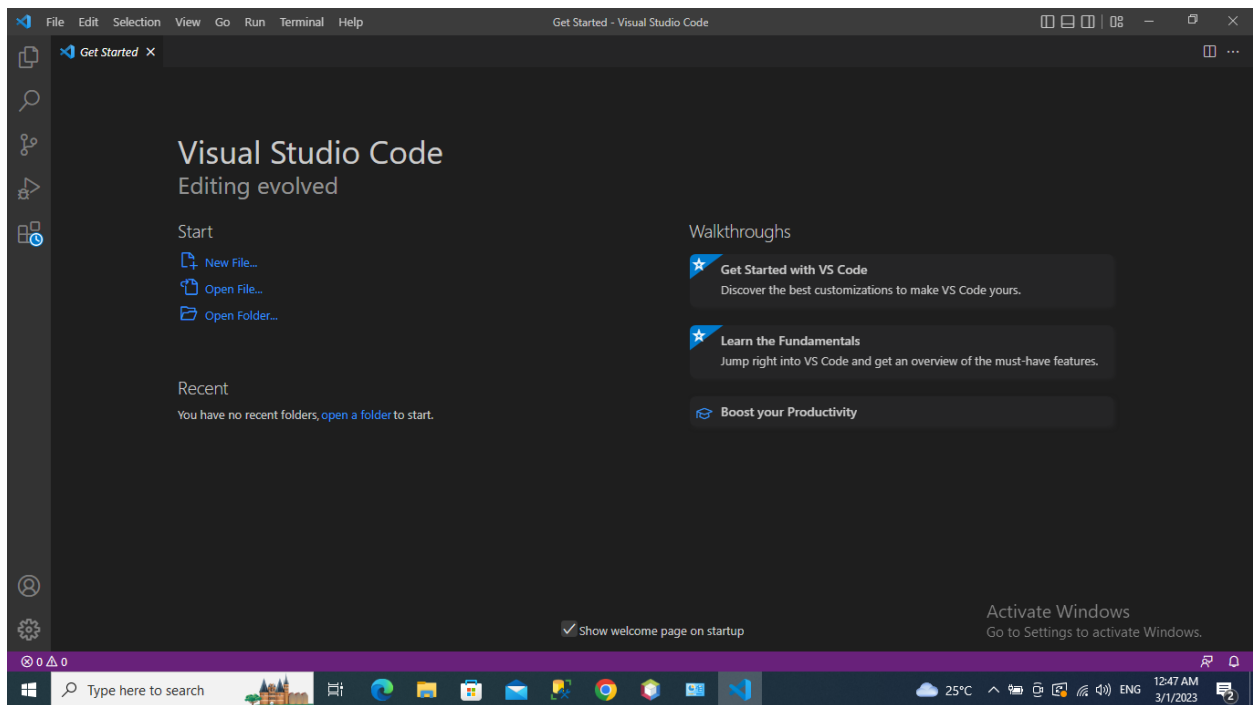 File Edit Selection View Go Run Terminal Help Get Started - Visual Studio Code
Get Started
Visual Studio Code
Editing evolved
Start
New File...
Open File...
Open Folder...
Recent
You have no recent folders, open a folder to start.
Walkthroughs
Get Started with VS Code
Discover the best customizations to make VS Code yours.
Learn the Fundamentals
Jump right into VS Code and get an overview of the must-have features.
Boost your Productivity
Show welcome page on startup
Activate Windows
Go to Settings to activate Windows.
0 0
Type here to search 25°C ENG 12:47 AM
3/1/2023 2